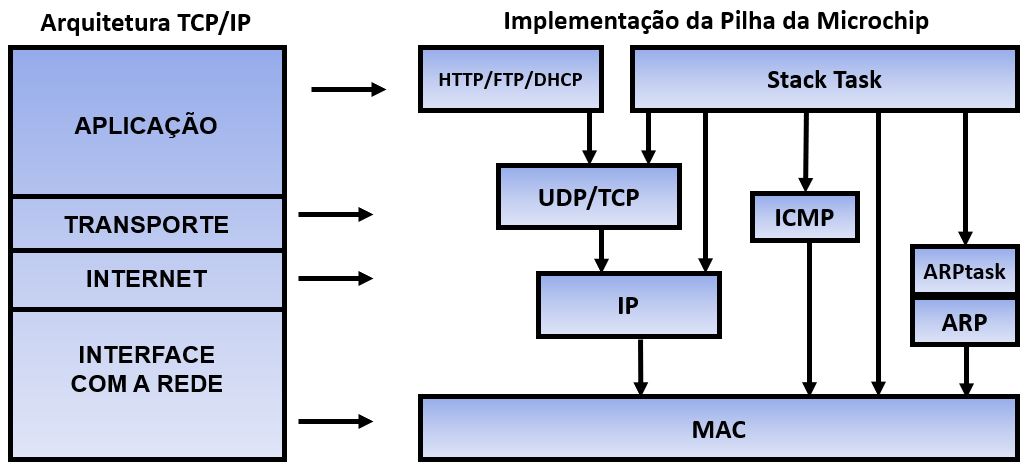 Arquitetura TCP/IP
APLICAÇÃO
TRANSPORTE
INTERNET
INTERFACE
COM A REDE
Implementação da Pilha da Microchip
HTTP/FTP/DHCP
Stack Task
UDP/TCP
ICMP
ARPtask
IP
ARP
MAC